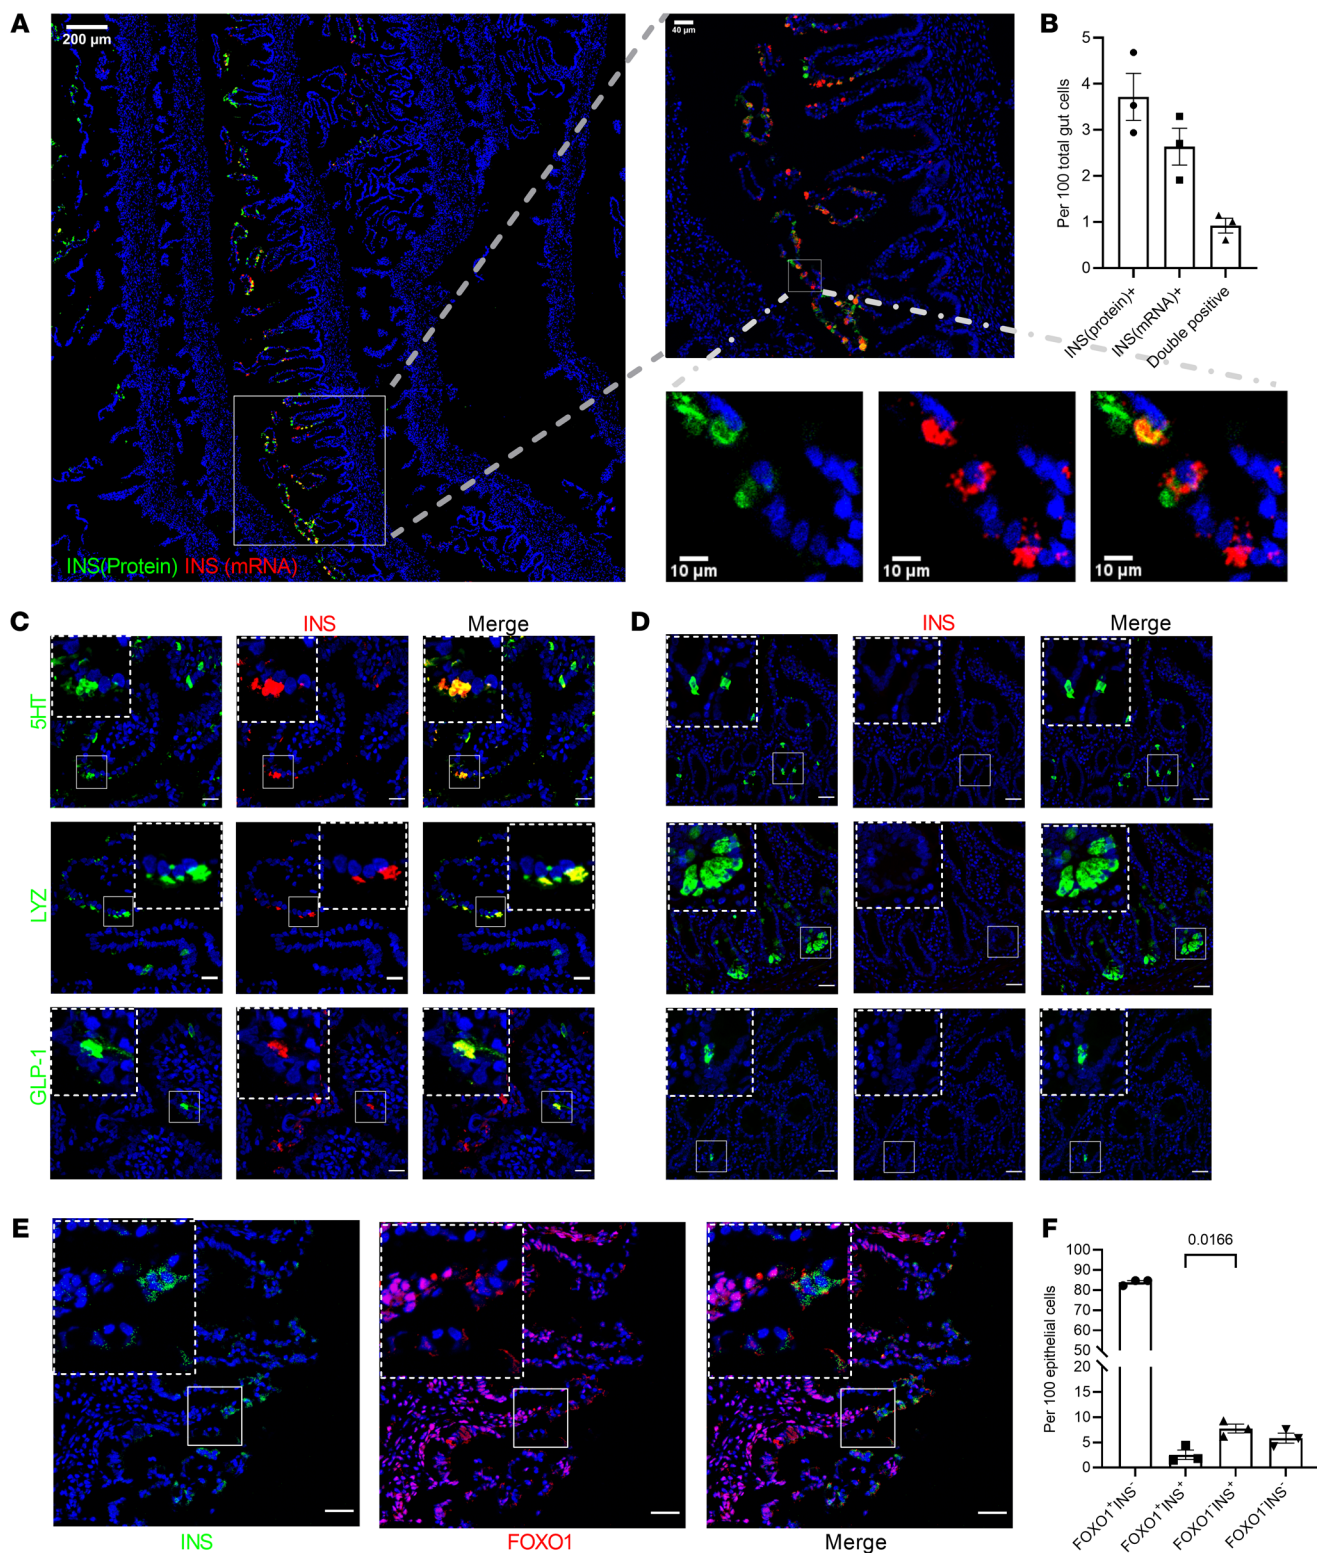 A
200 µm
INS(Protein) INS (mRNA)
40 µm
10 µm
10 µm
10 µm
B
Per 100 total gut cells
5
4
3
2
1
0
INS(protein)+
INS(mRNA)+
Double positive
C
INS
Merge
5HT
LYZ
GLP-1
D
INS
Merge
E
INS
FOXO1
Merge
F
0.0166
Per 100 epithelial cells
100
90
80
70
60
50
20
15
10
5
0
FOXO1⁺INS⁻
FOXO1⁺INS⁺
FOXO1⁻INS⁺
FOXO1⁻INS⁻